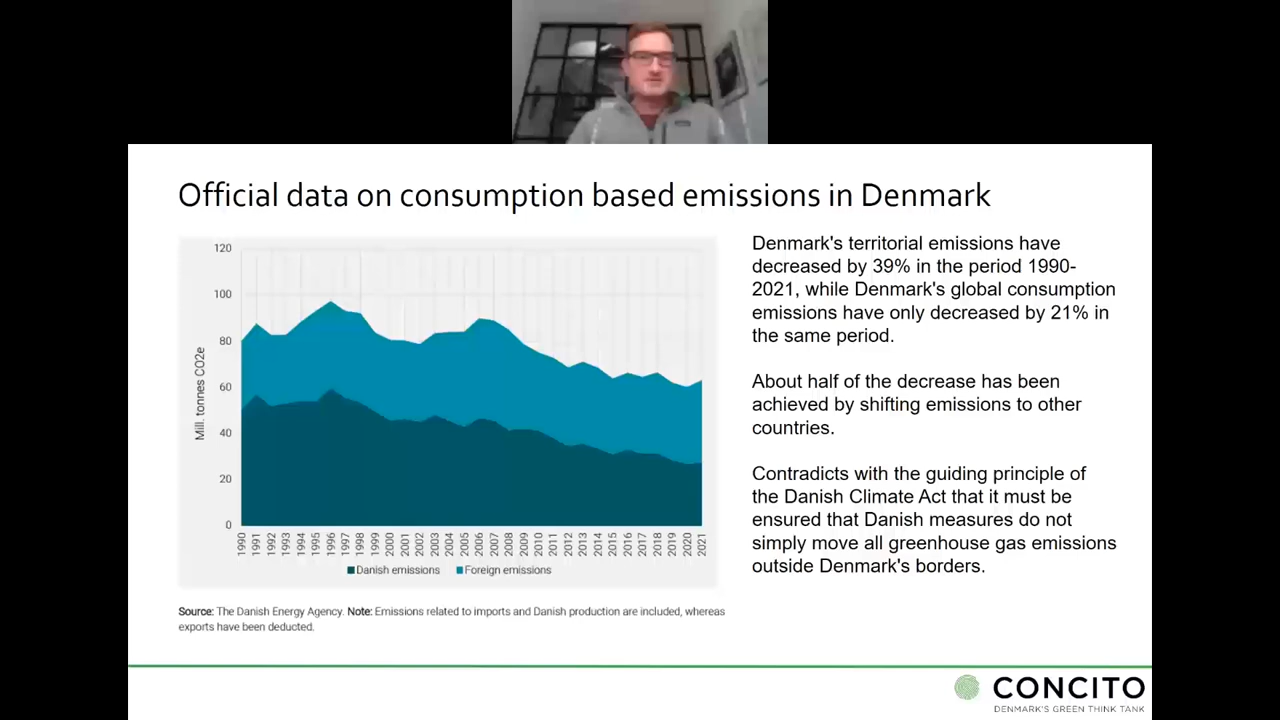 Official data on consumption based emissions in Denmark
120
100
80
60
40
20
0
Mill. tonnes CO2e
1990 1991 1992 1993 1994 1995 1996 1997 1998 1999 2000 2001 2002 2003 2004 2005 2006 2007 2008 2009 2010 2011 2012 2013 2014 2015 2016 2017 2018 2019 2020 2021
Danish emissions Foreign emissions
Source: The Danish Energy Agency. Note: Emissions related to imports and Danish production are included, whereas
exports have been deducted.
Denmark's territorial emissions have
decreased by 39% in the period 1990-
2021, while Denmark's global consumption
emissions have only decreased by 21% in
the same period.
About half of the decrease has been
achieved by shifting emissions to other
countries.
Contradicts with the guiding principle of
the Danish Climate Act that it must be
ensured that Danish measures do not
simply move all greenhouse gas emissions
outside Denmark's borders.
CONCITO
DENMARK'S GREEN THINK TANK